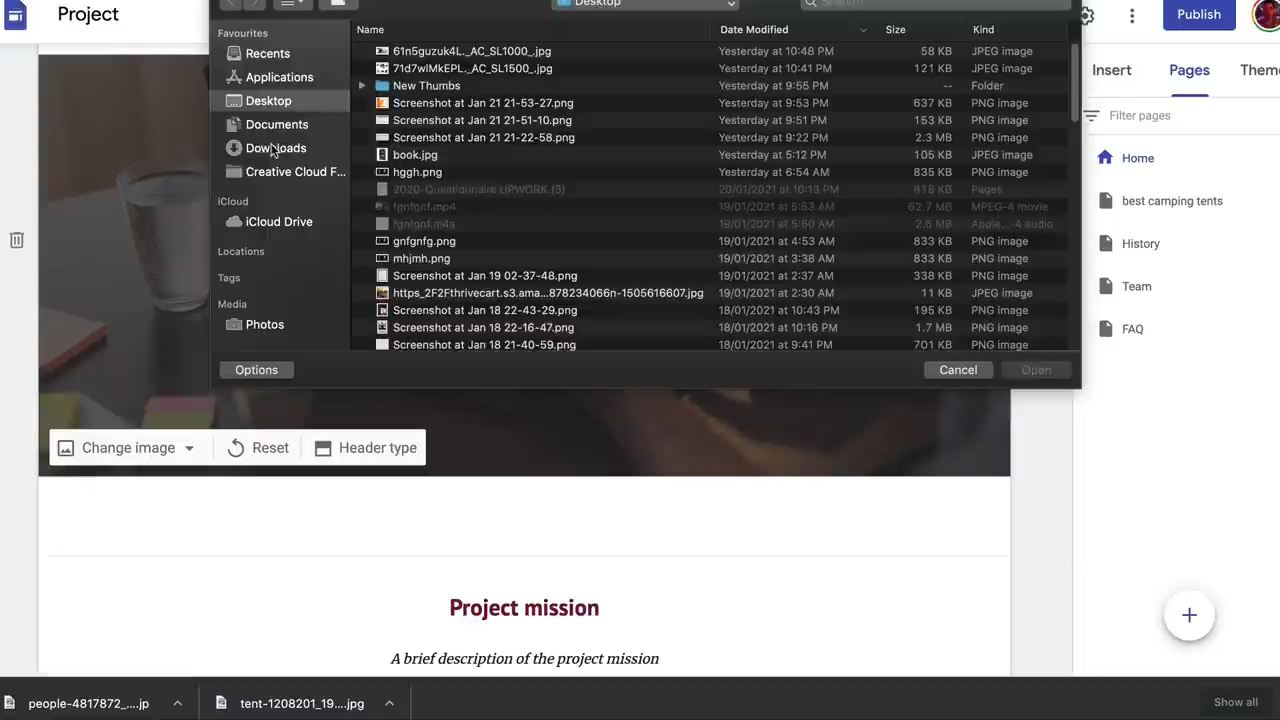 Project
Desktop
Search
Publish
Favourites
Name
Date Modified
Size
Kind
Recents
61n5guzuk4L._AC_SL1000_.jpg
Yesterday at 10:48 PM
58 KB
JPEG image
71d7wlMkEPL._AC_SL1500_.jpg
Yesterday at 10:41 PM
121 KB
JPEG image
Insert
Pages
Theme
Applications
New Thumbs
Yesterday at 9:55 PM
--
Folder
Desktop
Screenshot at Jan 21 21-53-27.png
Yesterday at 9:53 PM
637 KB
PNG image
Documents
Screenshot at Jan 21 21-51-10.png
Yesterday at 9:51 PM
153 KB
PNG image
Filter pages
Screenshot at Jan 21 21-22-58.png
Yesterday at 9:22 PM
2.3 MB
PNG image
Downloads
book.jpg
Yesterday at 5:12 PM
105 KB
JPEG image
Home
Creative Cloud F...
hggh.png
Yesterday at 6:54 AM
835 KB
PNG image
2020-Questionnaire UPWORK (3)
20/01/2021 at 10:13 PM
818 KB
Pages
iCloud
fgnfgnf.mp4
19/01/2021 at 5:53 AM
62.7 MB
MPEG-4 movie
best camping tents
iCloud Drive
fgnfgnf.m4a
19/01/2021 at 5:50 AM
2.6 MB
Apple...-4 audio
gnfgnfg.png
19/01/2021 at 4:53 AM
833 KB
PNG image
History
Locations
mhjmh.png
19/01/2021 at 3:38 AM
833 KB
PNG image
Tags
Screenshot at Jan 19 02-37-48.png
19/01/2021 at 2:37 AM
338 KB
PNG image
Team
https_2F2Fthrivecart.s3.ama...878234066n-1505616607.jpg
19/01/2021 at 2:30 AM
11 KB
JPEG image
Media
Screenshot at Jan 18 22-43-29.png
18/01/2021 at 10:43 PM
195 KB
PNG image
Photos
Screenshot at Jan 18 22-16-47.png
18/01/2021 at 10:16 PM
1.7 MB
PNG image
FAQ
Screenshot at Jan 18 21-40-59.png
18/01/2021 at 9:41 PM
701 KB
PNG image
Options
Cancel
Open
Change image
Reset
Header type
Project mission
A brief description of the project mission
people-4817872_....jp
tent-1208201_19....jpg
Show all